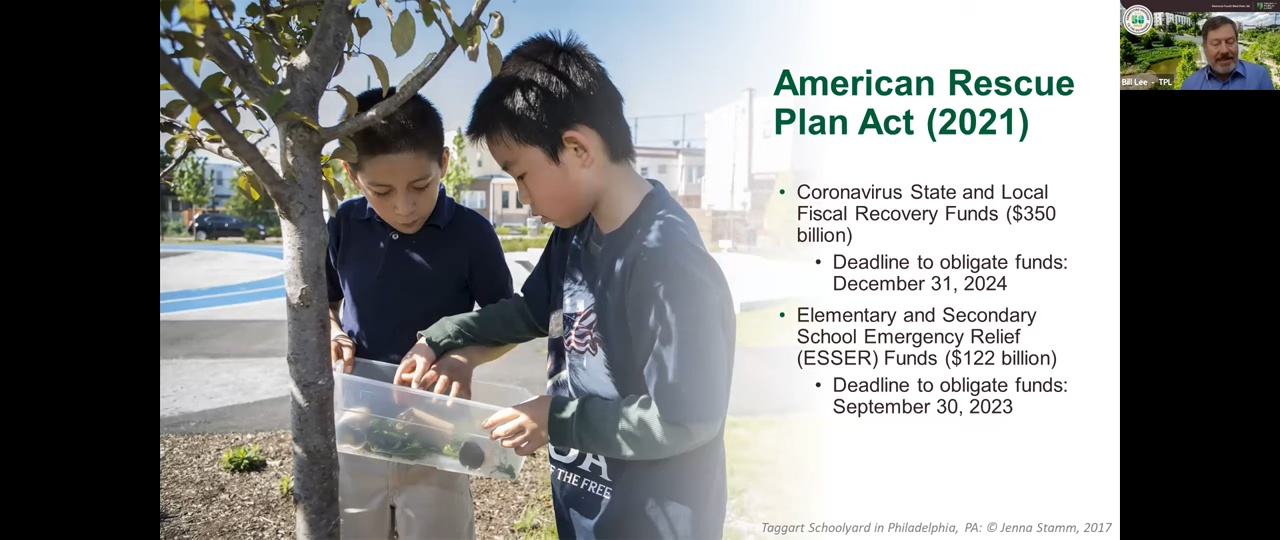 American Rescue
Plan Act (2021)
• Coronavirus State and Local
Fiscal Recovery Funds ($350
billion)
• Deadline to obligate funds:
December 31, 2024
• Elementary and Secondary
School Emergency Relief
(ESSER) Funds ($122 billion)
• Deadline to obligate funds:
September 30, 2023
Taggart Schoolyard in Philadelphia, PA: © Jenna Stamm, 2017
THE FREE
50
Bill Lee - TPL